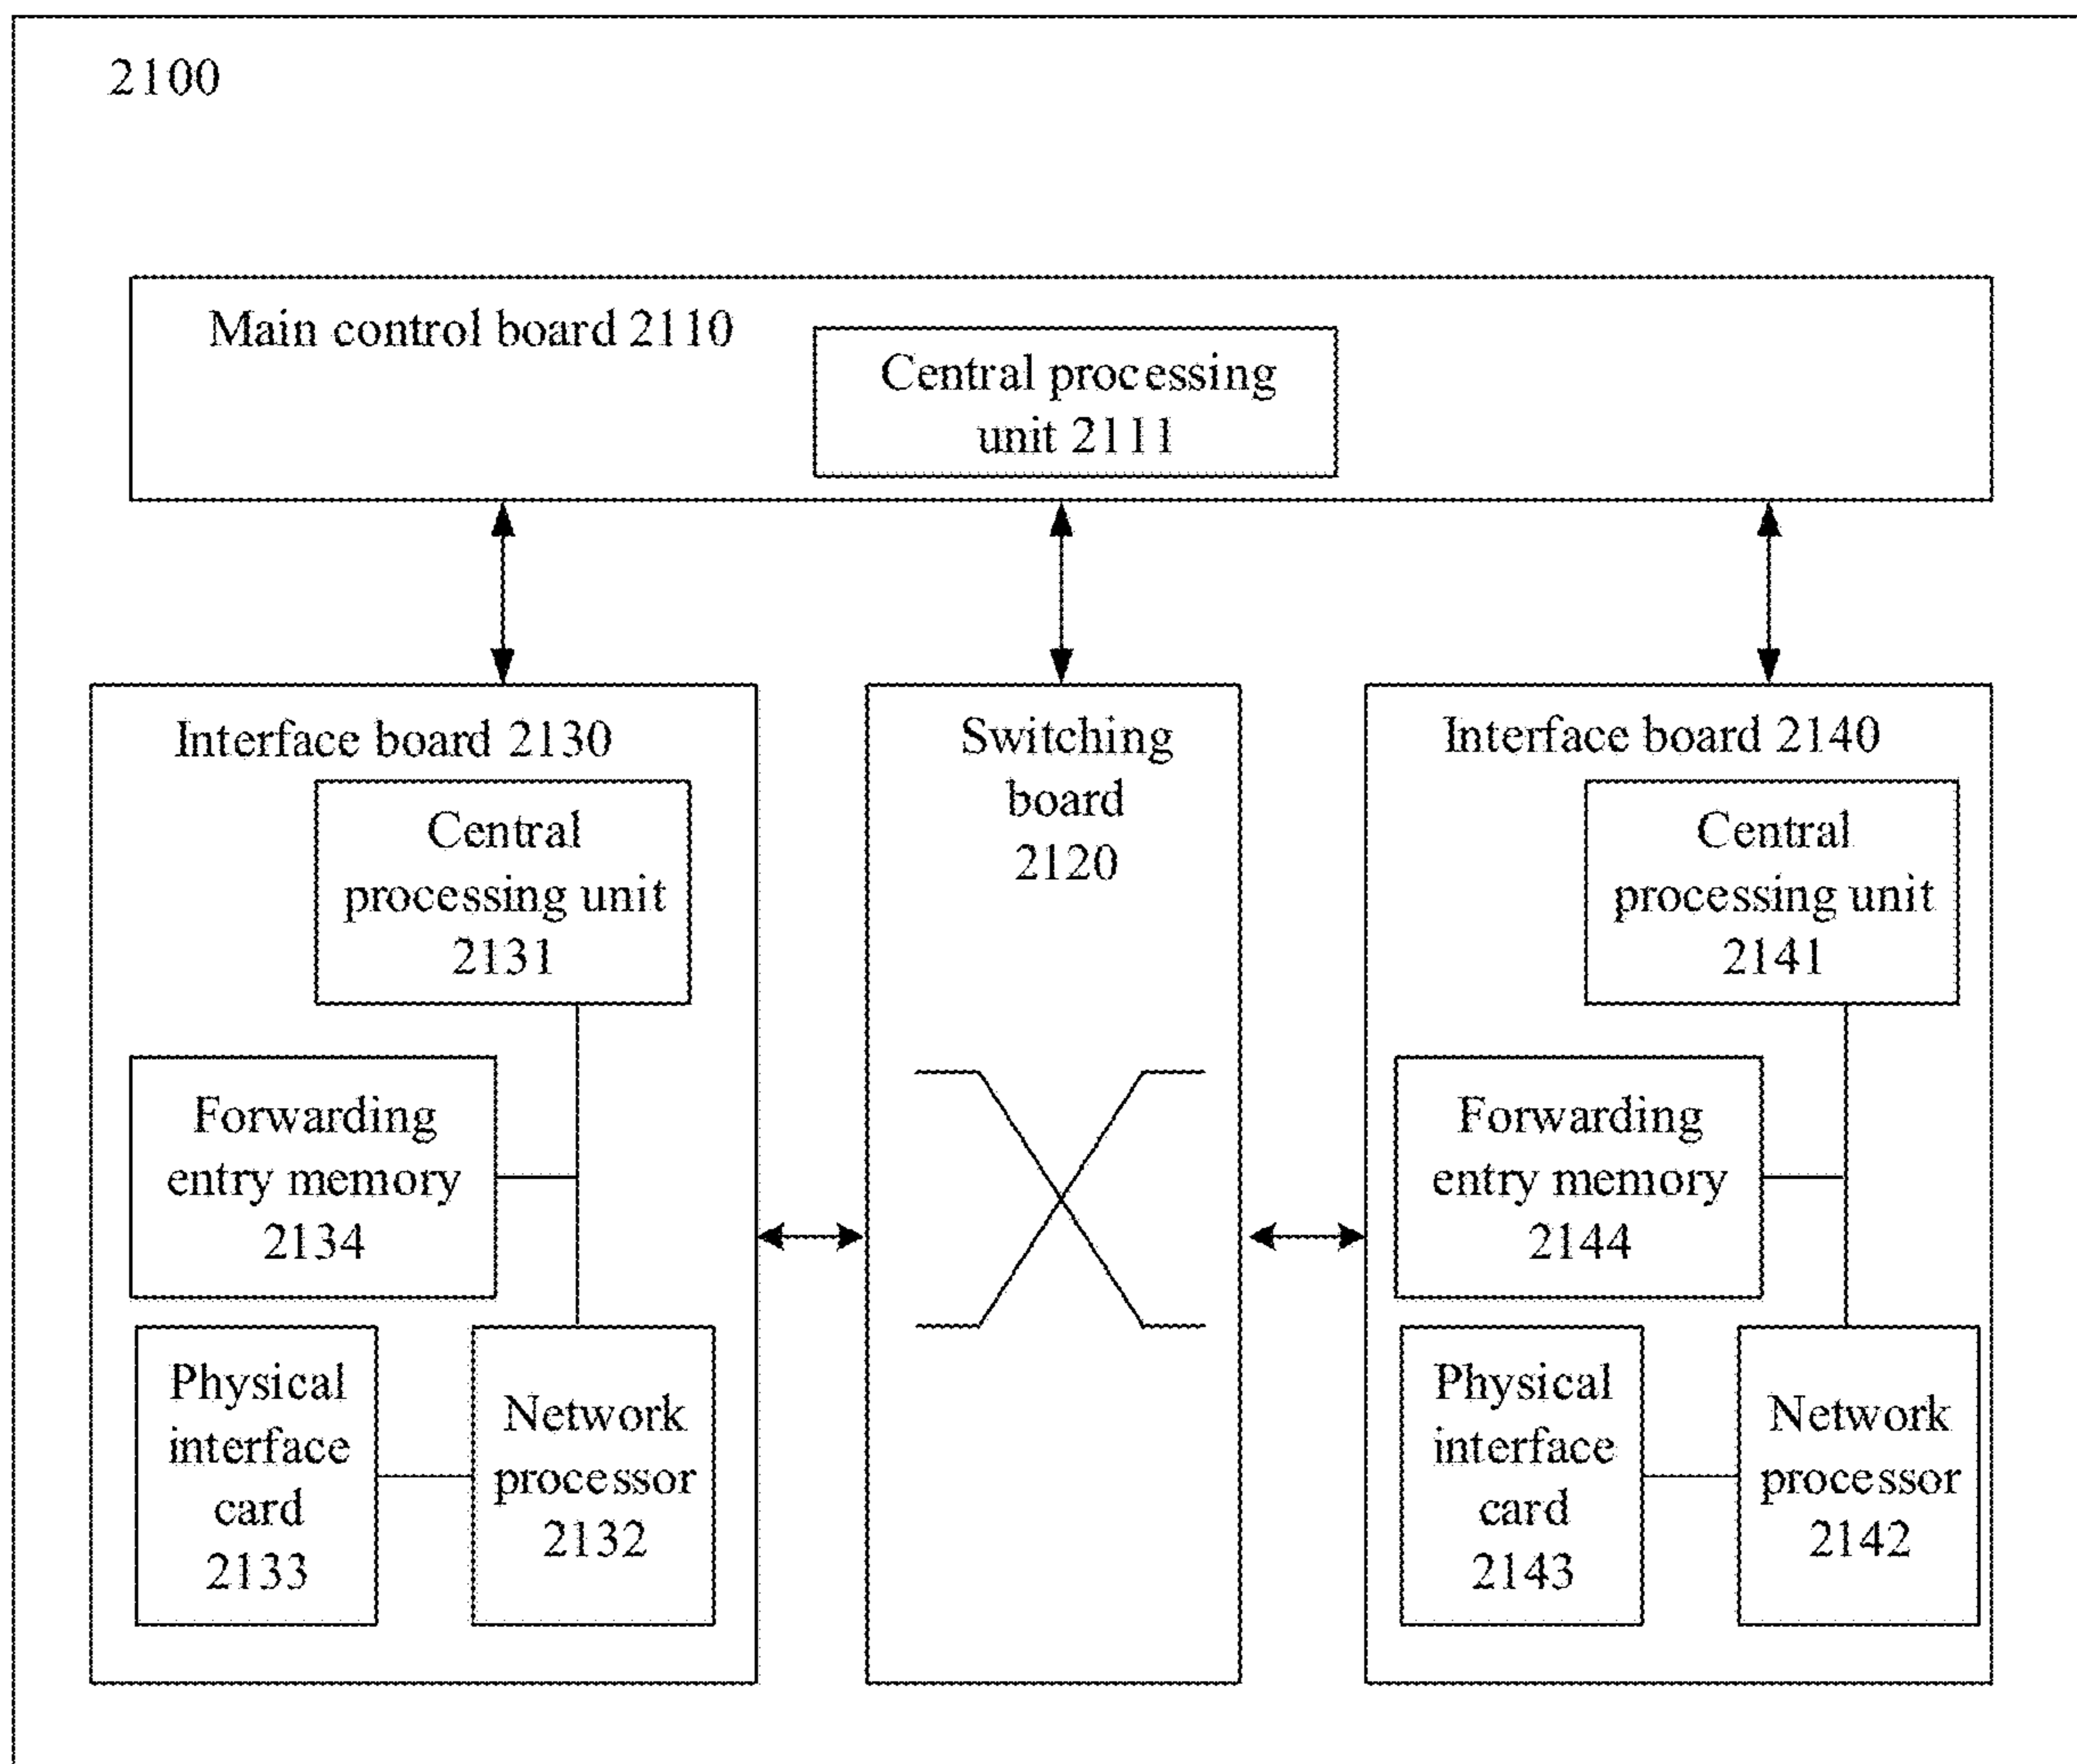 2100
Main control board 2110
Central processing
unit 2111
Interface board 2130
Central
processing unit
2131
Forwarding
entry memory
2134
Physical
interface
card
2133
Network
processor
2132
Switching
board
2120
Interface board 2140
Central
processing unit
2141
Forwarding
entry memory
2144
Physical
interface
card
2143
Network
processor
2142